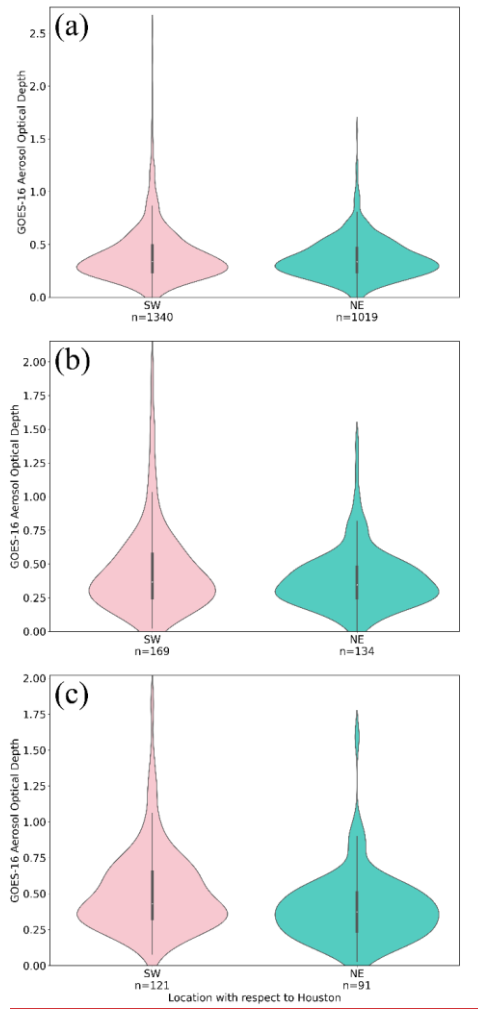 (a)
GOES-16 Aerosol Optical Depth
2.5
2.0
1.5
1.0
0.5
0.0
SW NE
n=1340 n=1019
(b)
GOES-16 Aerosol Optical Depth
2.00
1.75
1.50
1.25
1.00
0.75
0.50
0.25
0.00
SW NE
n=169 n=134
(c)
GOES-16 Aerosol Optical Depth
2.00
1.75
1.50
1.25
1.00
0.75
0.50
0.25
0.00
SW NE
n=121 n=91
Location with respect to Houston